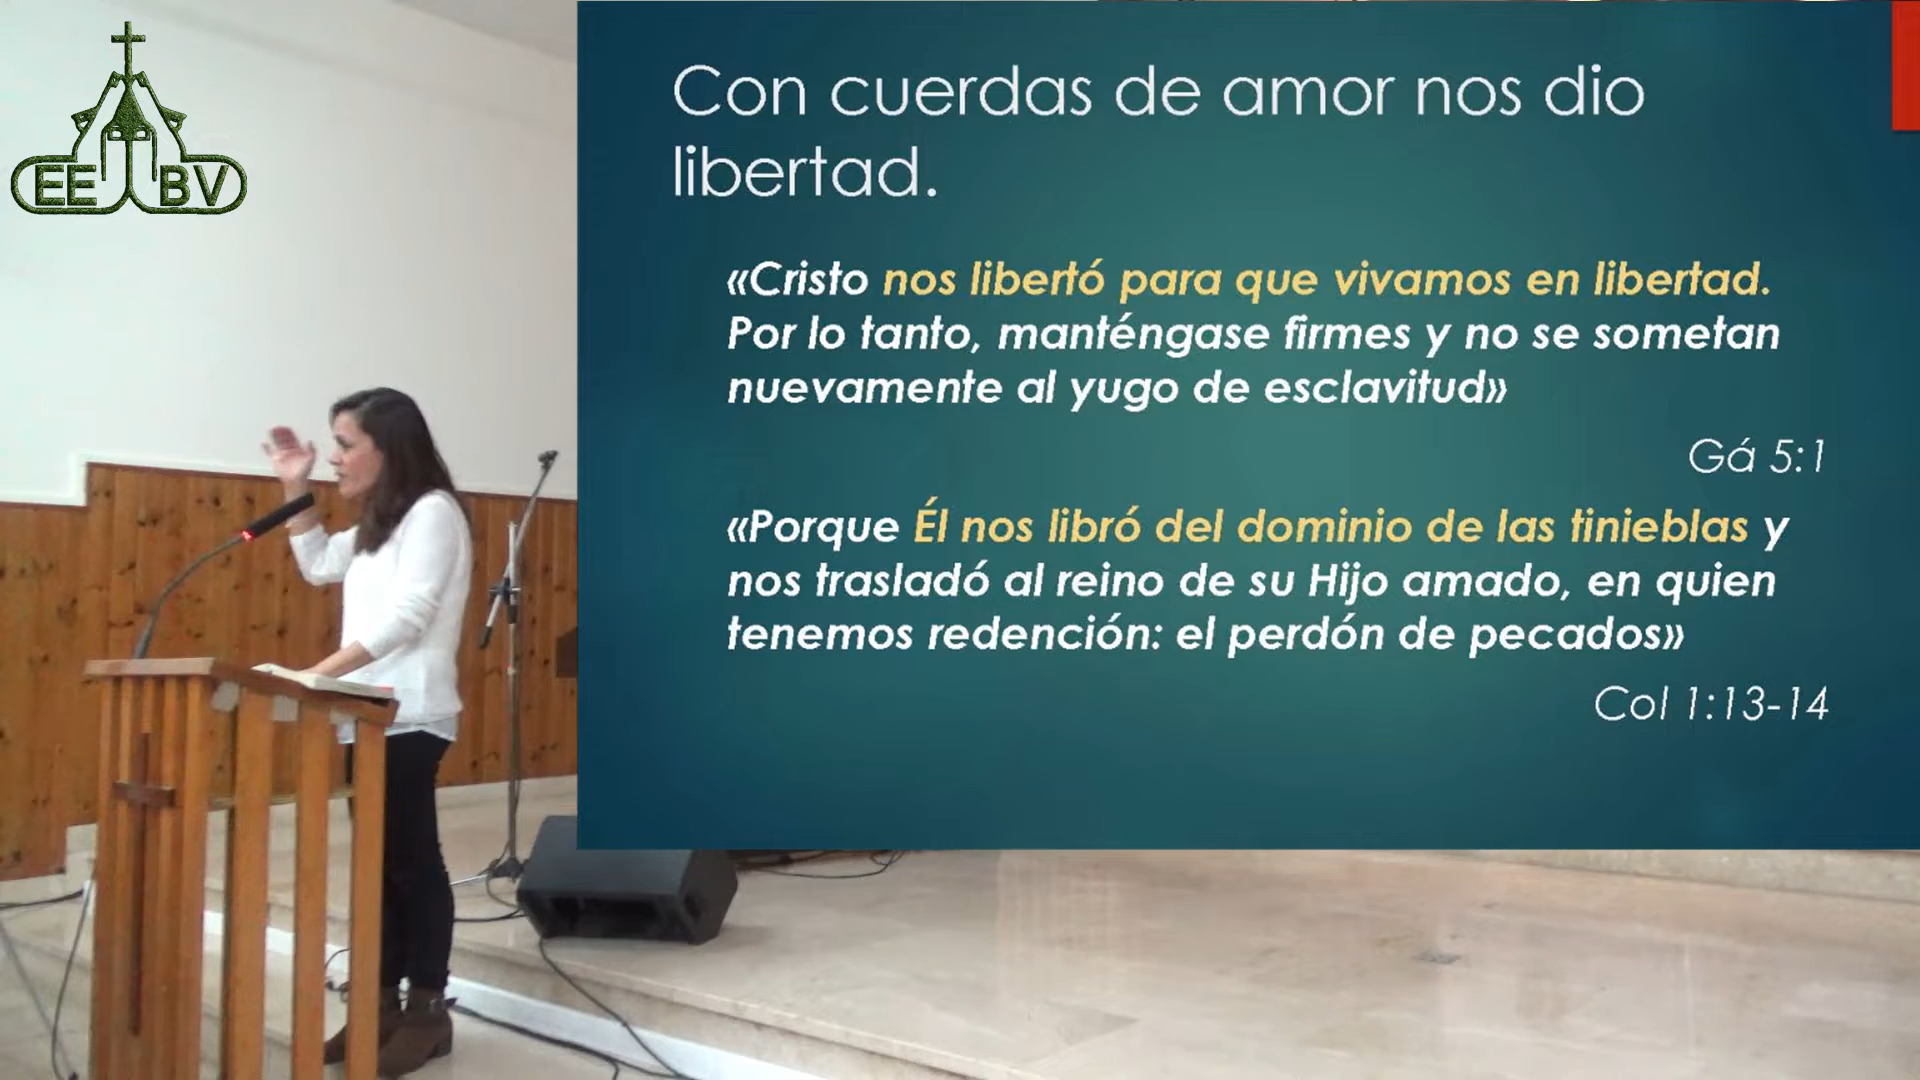 EE BV
Con cuerdas de amor nos dio
libertad.
«Cristo nos libertó para que vivamos en libertad.
Por lo tanto, manténgase firmes y no se sometan
nuevamente al yugo de esclavitud»
Gá 5:1
«Porque Él nos libró del dominio de las tinieblas y
nos trasladó al reino de su Hijo amado, en quien
tenemos redención: el perdón de pecados»
Col 1:13-14